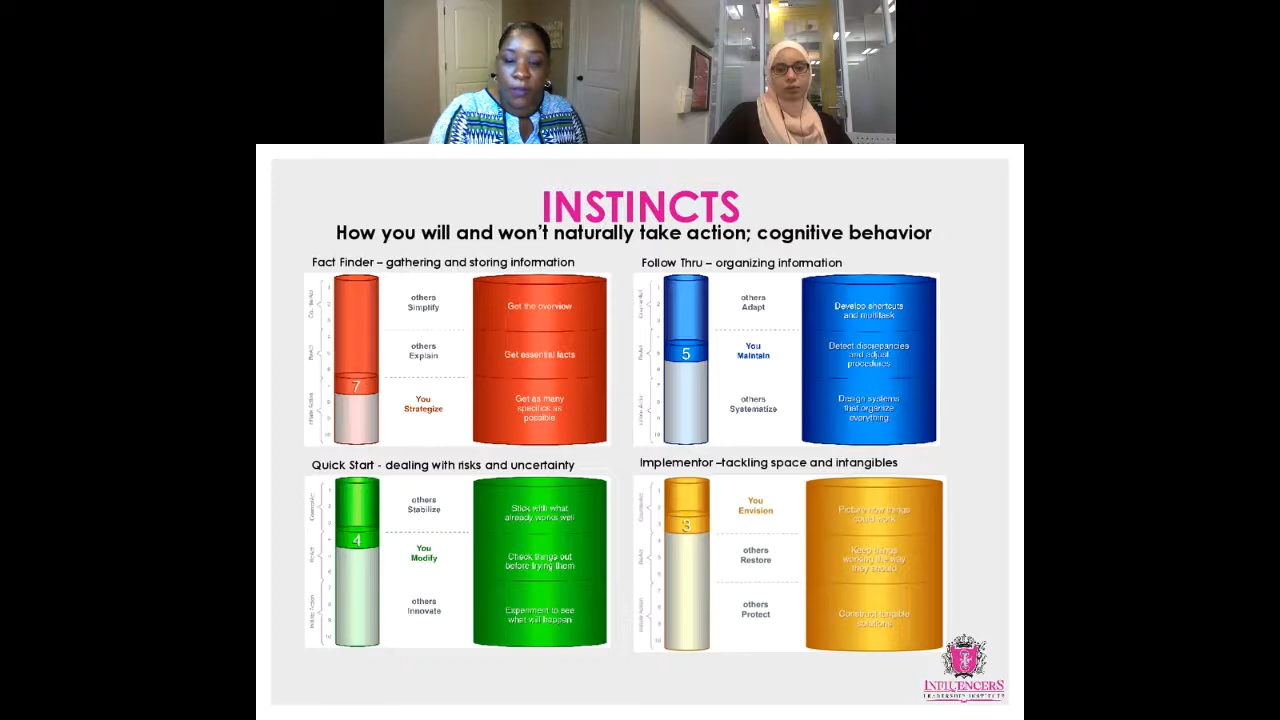 INSTINCTS
How you will and won't naturally take action; cognitive behavior
Fact Finder – gathering and storing information
others
Simplify
Get the overview
others
Explain
Get essential facts
7
You
Strategize
Get as many
specifics as
possible
Follow Thru – organizing information
others
Adapt
Develop shortcuts
and multitask
5
You
Maintain
Detect discrepancies
and adjust
procedures
others
Systematize
Design systems
that organize
everything
Quick Start - dealing with risks and uncertainty
others
Stabilize
Stick with what
already works well
4
You
Modify
Check things out
before trying them
others
Innovate
Experiment to see
what will happen
Implementor –tackling space and intangibles
3
You
Envision
Picture how things
could work
others
Restore
Keep things
working the way
they should
others
Protect
Construct tangible
solutions
INFLUENCERS
LEADERSHIP INSTITUTE